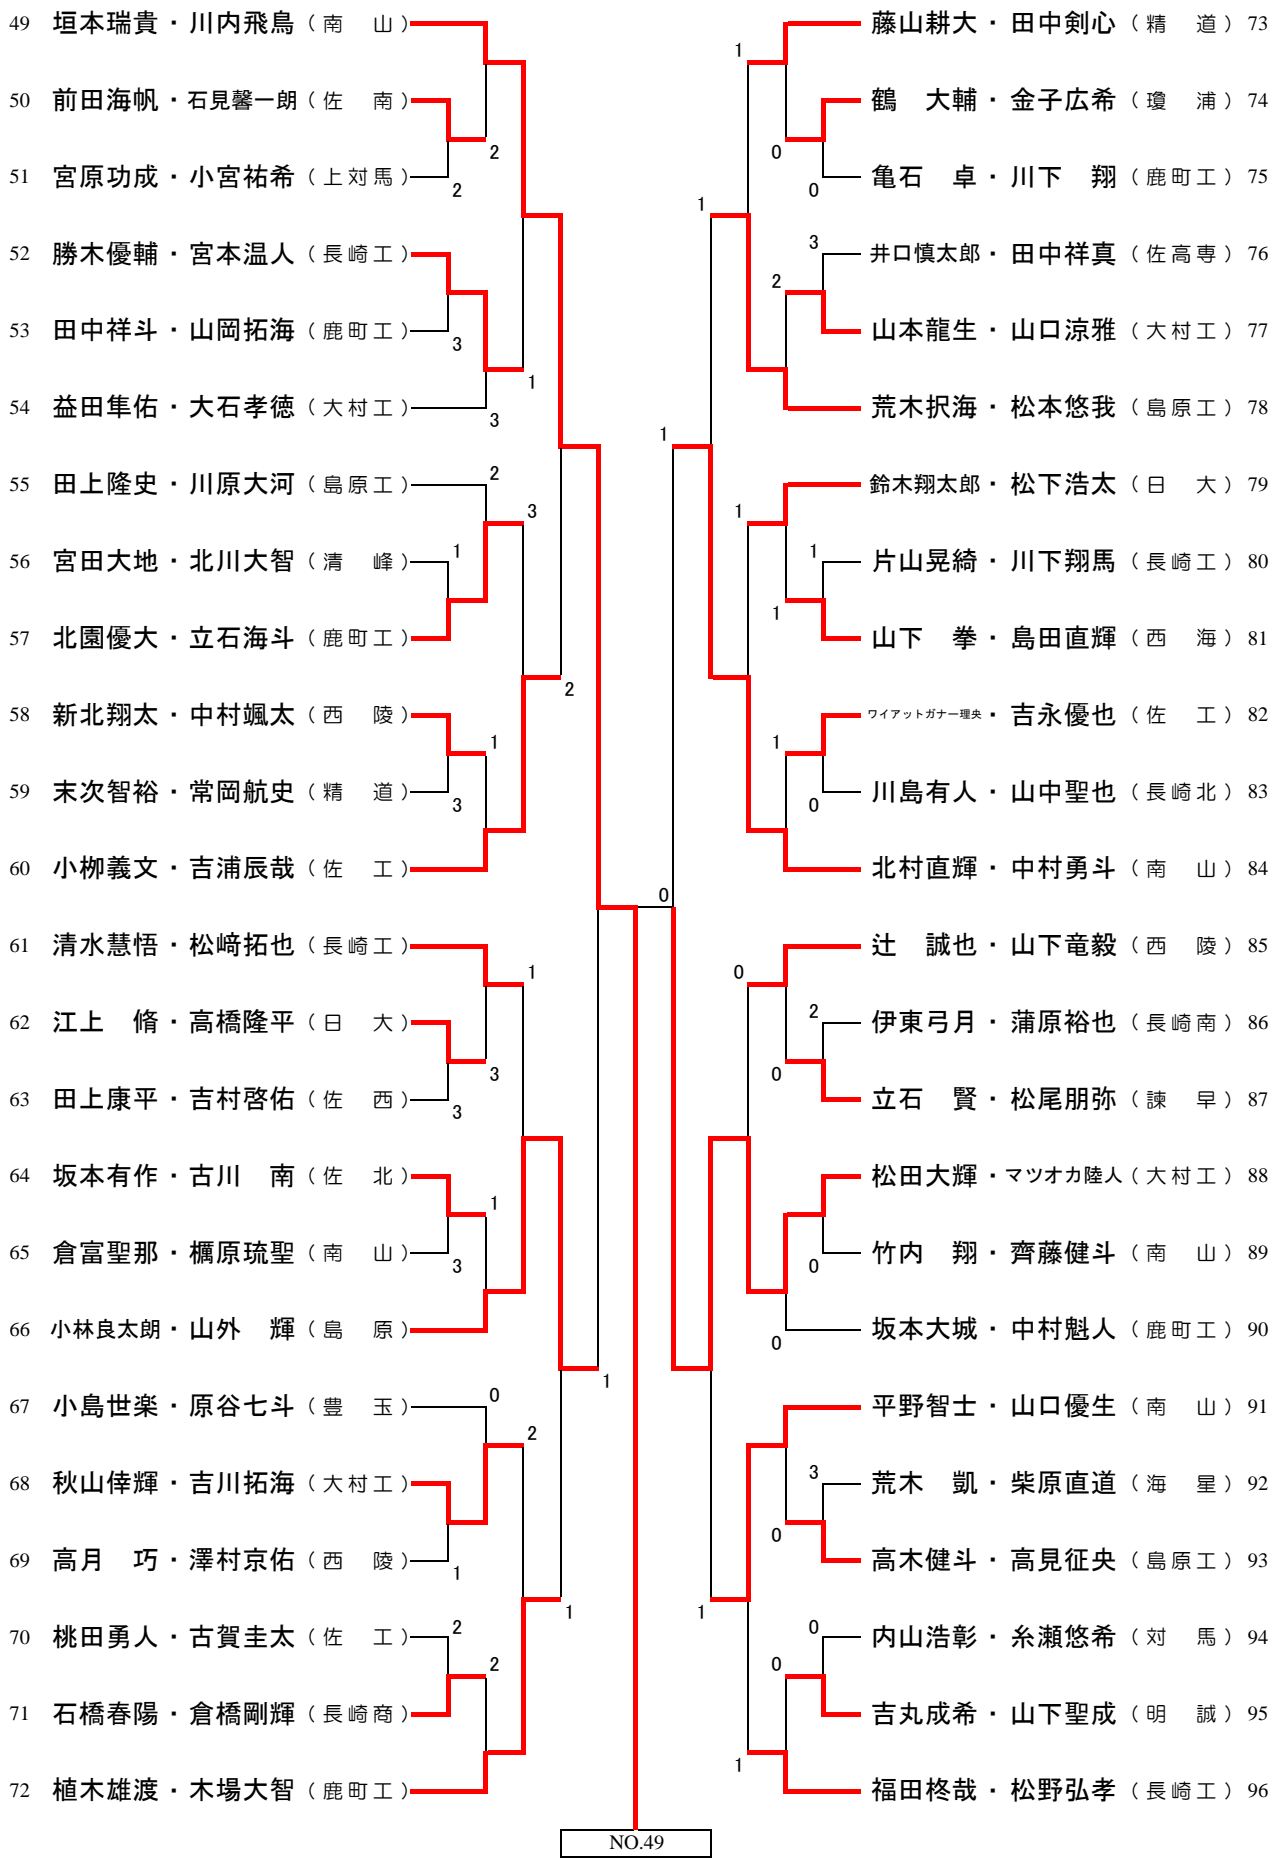 49 垣本瑞貴・川内飛鳥（南 山）
50 前田海帆・石見馨一朗（佐 南）
2
51 宮原功成・小宮祐希（上対馬）
2
52 勝木優輔・宮本温人（長崎工）
53 田中祥斗・山岡拓海（鹿町工）
3
1
54 益田隼佑・大石孝徳（大村工）
3
55 田上隆史・川原大河（島原工）
2
3
56 宮田大地・北川大智（清 峰）
1
57 北園優大・立石海斗（鹿町工）
2
58 新北翔太・中村颯太（西 陵）
1
59 末次智裕・常岡航史（精 道）
3
60 小栁義文・吉浦辰哉（佐 工）
61 清水慧悟・松﨑拓也（長崎工）
1
62 江上 脩・高橋隆平（日 大）
3
63 田上康平・吉村啓佑（佐 西）
3
64 坂本有作・古川 南（佐 北）
1
65 倉富聖那・櫔原琉聖（南 山）
3
66 小林良太朗・山外 輝（島 原）
1
67 小島世楽・原谷七斗（豊 玉）
0
2
68 秋山倖輝・吉川拓海（大村工）
69 高月 巧・澤村京佑（西 陵）
1
1
70 桃田勇人・古賀圭太（佐 工）
2
2
71 石橋春陽・倉橋剛輝（長崎商）
72 植木雄渡・木場大智（鹿町工）
藤山耕大・田中剣心（精 道）73
1
鶴 大輔・金子広希（瓊 浦）74
0
亀石 卓・川下 翔（鹿町工）75
0
1
井口慎太郎・田中祥真（佐高専）76
3
2
山本龍生・山口涼雅（大村工）77
荒木択海・松本悠我（島原工）78
1
鈴木翔太郎・松下浩太（日 大）79
1
片山晃綺・川下翔馬（長崎工）80
1
1
山下 拳・島田直輝（西 海）81
ワイアットガナー理央・吉永優也（佐 工）82
1
川島有人・山中聖也（長崎北）83
0
北村直輝・中村勇斗（南 山）84
0
辻 誠也・山下竜毅（西 陵）85
0
伊東弓月・蒲原裕也（長崎南）86
2
0
立石 賢・松尾朋弥（諫 早）87
松田大輝・マツオカ陸人（大村工）88
竹内 翔・齊藤健斗（南 山）89
0
坂本大城・中村魁人（鹿町工）90
0
平野智士・山口優生（南 山）91
荒木 凱・柴原直道（海 星）92
3
0
高木健斗・高見征央（島原工）93
1
内山浩彰・糸瀬悠希（対 馬）94
0
0
吉丸成希・山下聖成（明 誠）95
1
福田柊哉・松野弘孝（長崎工）96
NO.49